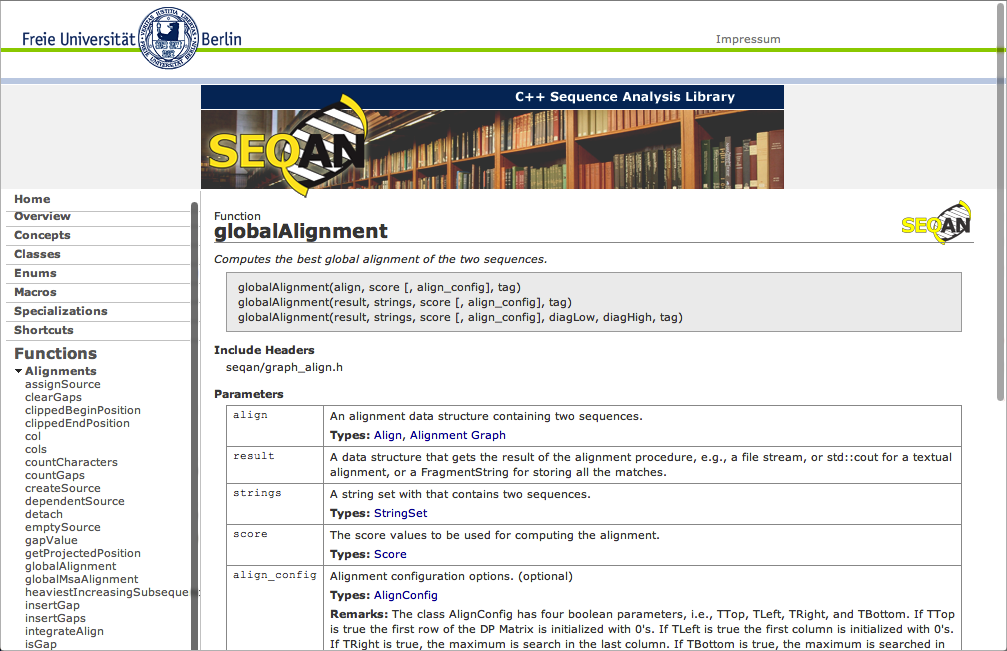 Freie Universität Berlin
Impressum
C++ Sequence Analysis Library
SEQAN
Home
Overview
Concepts
Classes
Enums
Macros
Specializations
Shortcuts
Functions
Alignments
assignSource
clearGaps
clippedBeginPosition
clippedEndPosition
col
cols
countCharacters
countGaps
createSource
dependentSource
detach
emptySource
gapValue
getProjectedPosition
globalAlignment
globalMsaAlignment
heaviestIncreasingSubseque
insertGap
insertGaps
integrateAlign
isGap
Function
globalAlignment
SEQAN
Computes the best global alignment of the two sequences.
globalAlignment(align, score [, align_config], tag)
globalAlignment(result, strings, score [, align_config], tag)
globalAlignment(result, strings, score [, align_config], diagLow, diagHigh, tag)
Include Headers
seqan/graph_align.h
Parameters
align
An alignment data structure containing two sequences.
Types: Align, Alignment Graph
result
A data structure that gets the result of the alignment procedure, e.g., a file stream, or std::cout for a textual
alignment, or a FragmentString for storing all the matches.
strings
A string set with that contains two sequences.
Types: StringSet
score
The score values to be used for computing the alignment.
Types: Score
align_config
Alignment configuration options. (optional)
Types: AlignConfig
Remarks: The class AlignConfig has four boolean parameters, i.e., TTop, TLeft, TRight, and TBottom. If TTop
is true the first row of the DP Matrix is initialized with 0's. If TLeft is true the first column is initialized with 0's.
If TRight is true, the maximum is search in the last column. If TBottom is true, the maximum is searched in